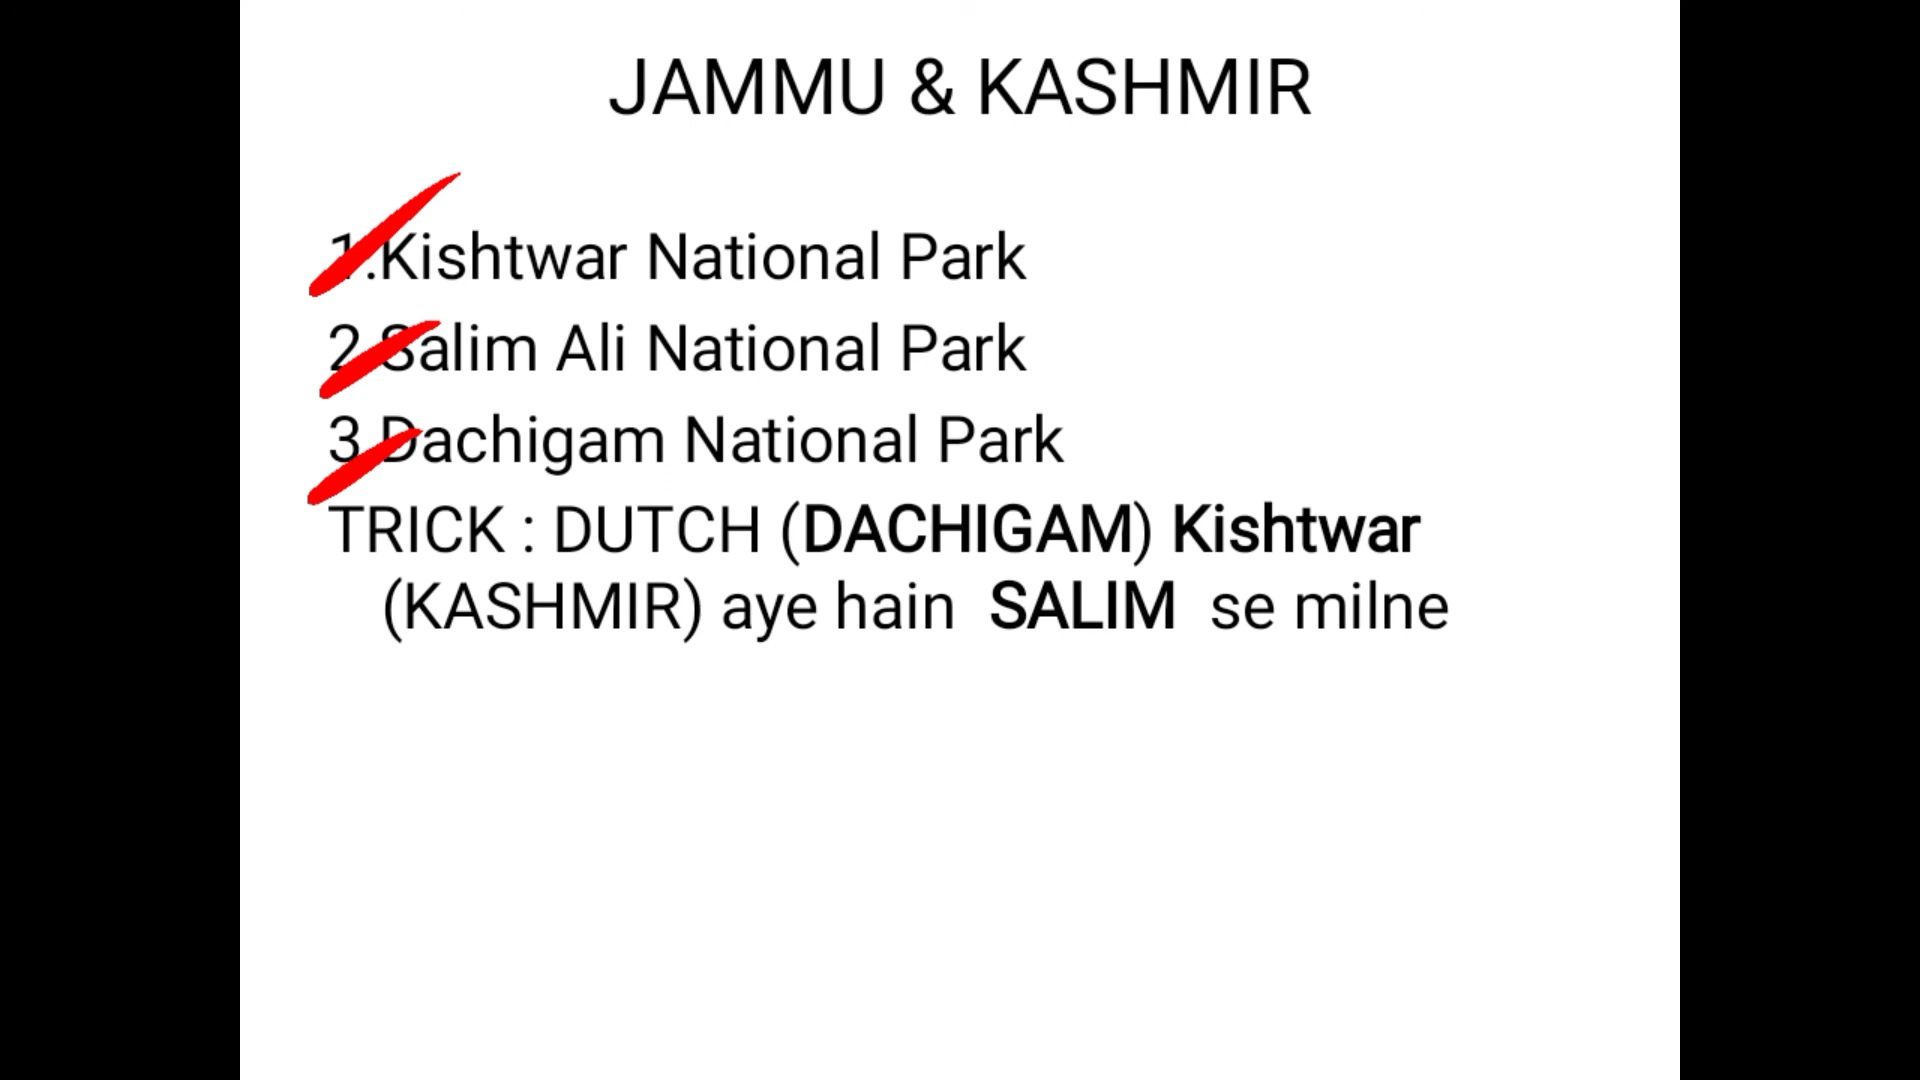 JAMMU & KASHMIR
1.Kishtwar National Park
2.Salim Ali National Park
3.Dachigam National Park
TRICK : DUTCH (DACHIGAM) Kishtwar
(KASHMIR) aye hain SALIM se milne